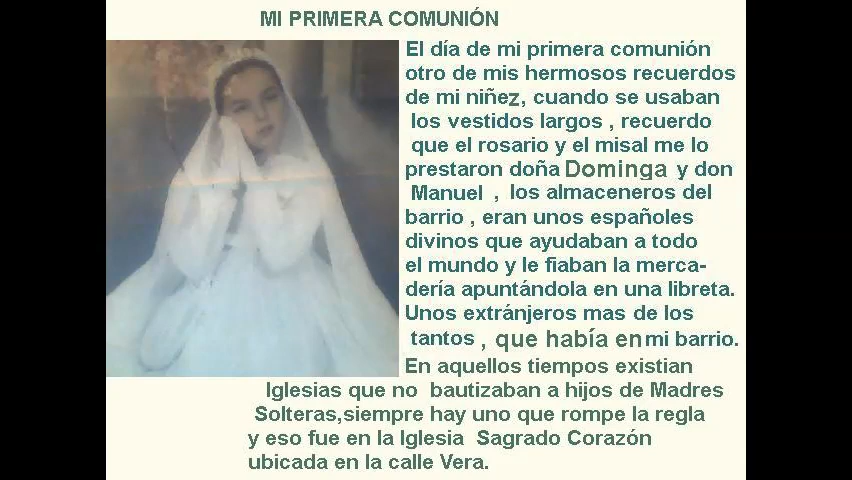 MI PRIMERA COMUNIÓN
El día de mi primera comunión
otro de mis hermosos recuerdos
de mi niñez, cuando se usaban
los vestidos largos , recuerdo
que el rosario y el misal me lo
prestaron doña Dominga y don
Manuel , los almaceneros del
barrio , eran unos españoles
divinos que ayudaban a todo
el mundo y le fiaban la merca-
dería apuntándola en una libreta.
Unos extránjeros mas de los
tantos , que había en mi barrio.
En aquellos tiempos existian
Iglesias que no bautizaban a hijos de Madres
Solteras,siempre hay uno que rompe la regla
y eso fue en la Iglesia Sagrado Corazón
ubicada en la calle Vera.